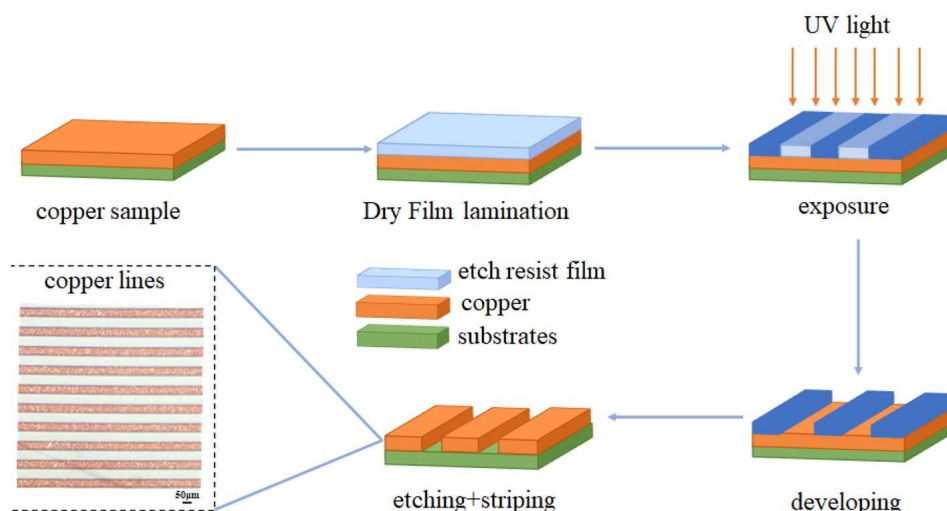 UV light
copper sample
Dry Film lamination
exposure
copper lines
etch resist film
copper
substrates
50μm
etching+striping
developing